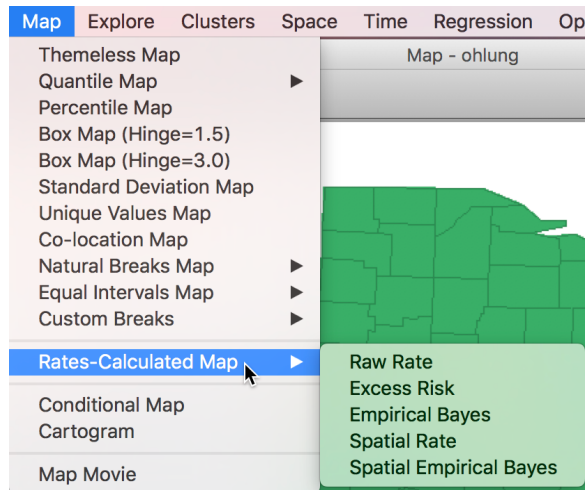 Map Explore Clusters Space Time Regression Op
Map - ohlung
Themeless Map
Quantile Map
Percentile Map
Box Map (Hinge=1.5)
Box Map (Hinge=3.0)
Standard Deviation Map
Unique Values Map
Co-location Map
Natural Breaks Map
Equal Intervals Map
Custom Breaks
Rates-Calculated Map
Raw Rate
Excess Risk
Empirical Bayes
Spatial Rate
Spatial Empirical Bayes
Conditional Map
Cartogram
Map Movie